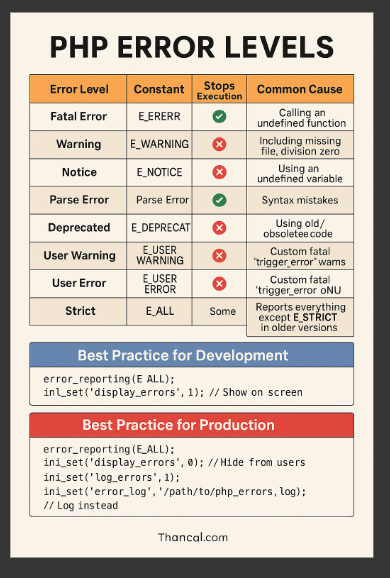 PHP ERROR LEVELS
Error Level Constant Stops Execution Common Cause
Fatal Error E_ERERR Calling an undefined function
Warning E_WARNING Including missing file, division zero
Notice E_NOTICE Using an undefined variable
Parse Error Parse Error Syntax mistakes
Deprecated E_DEPRECAT Using old/ obsoletee code
User Warning E_USER WARNING Custom fatal 'trigger_error' wams
User Error E_USER ERROR Custom fatal 'trigger_error oNU
Strict E_ALL Some Reports everything except E_STRICT in older versions
Best Practice for Development
error_reporting(E ALL);
inl_set('display_errors', 1); // Show on screen
Best Practice for Production
error_reporting(E_ALL);
ini_set('display_errors', 0); // Hide from users
ini_set('log_errors', 1);
ini_set('error_log', '/path/to/php_errors, log);
// Log instead
Thancal.com